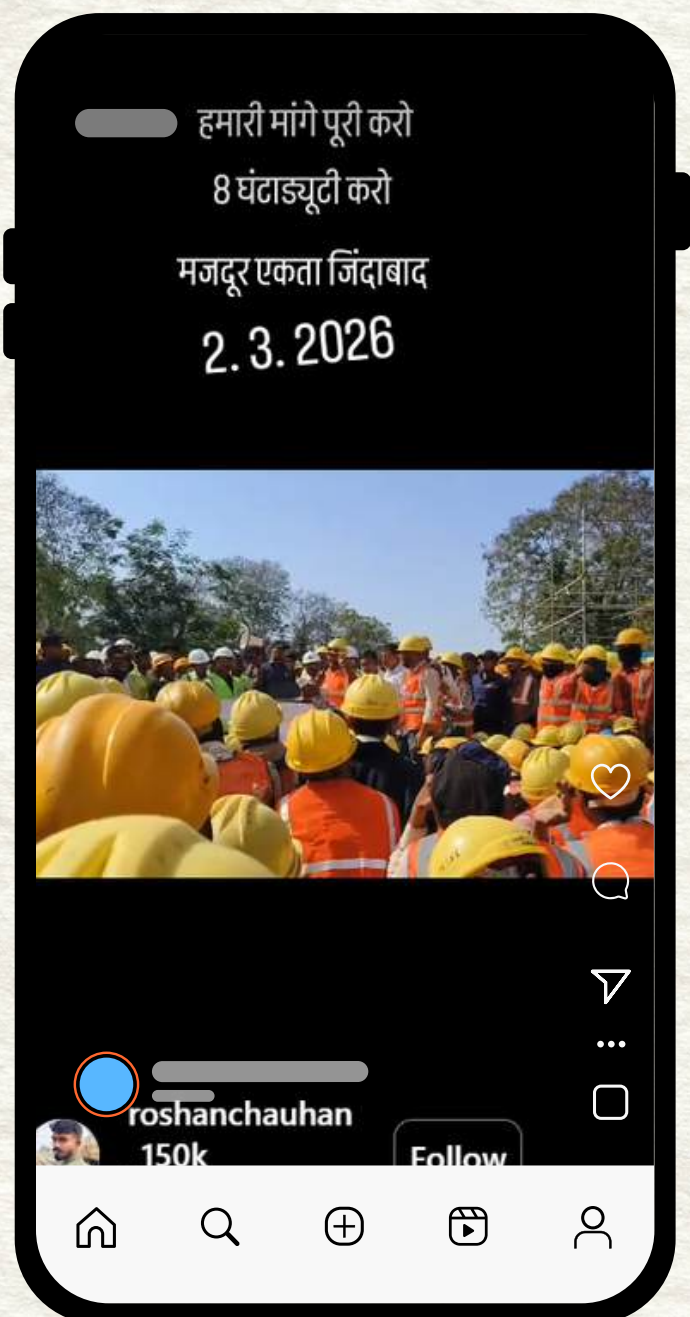 हमारी मांगे पूरी करो
8 घंटाड्यूटी करो
मजदूर एकता जिंदाबाद
2. 3. 2026
roshanchauhan
150k
Follow